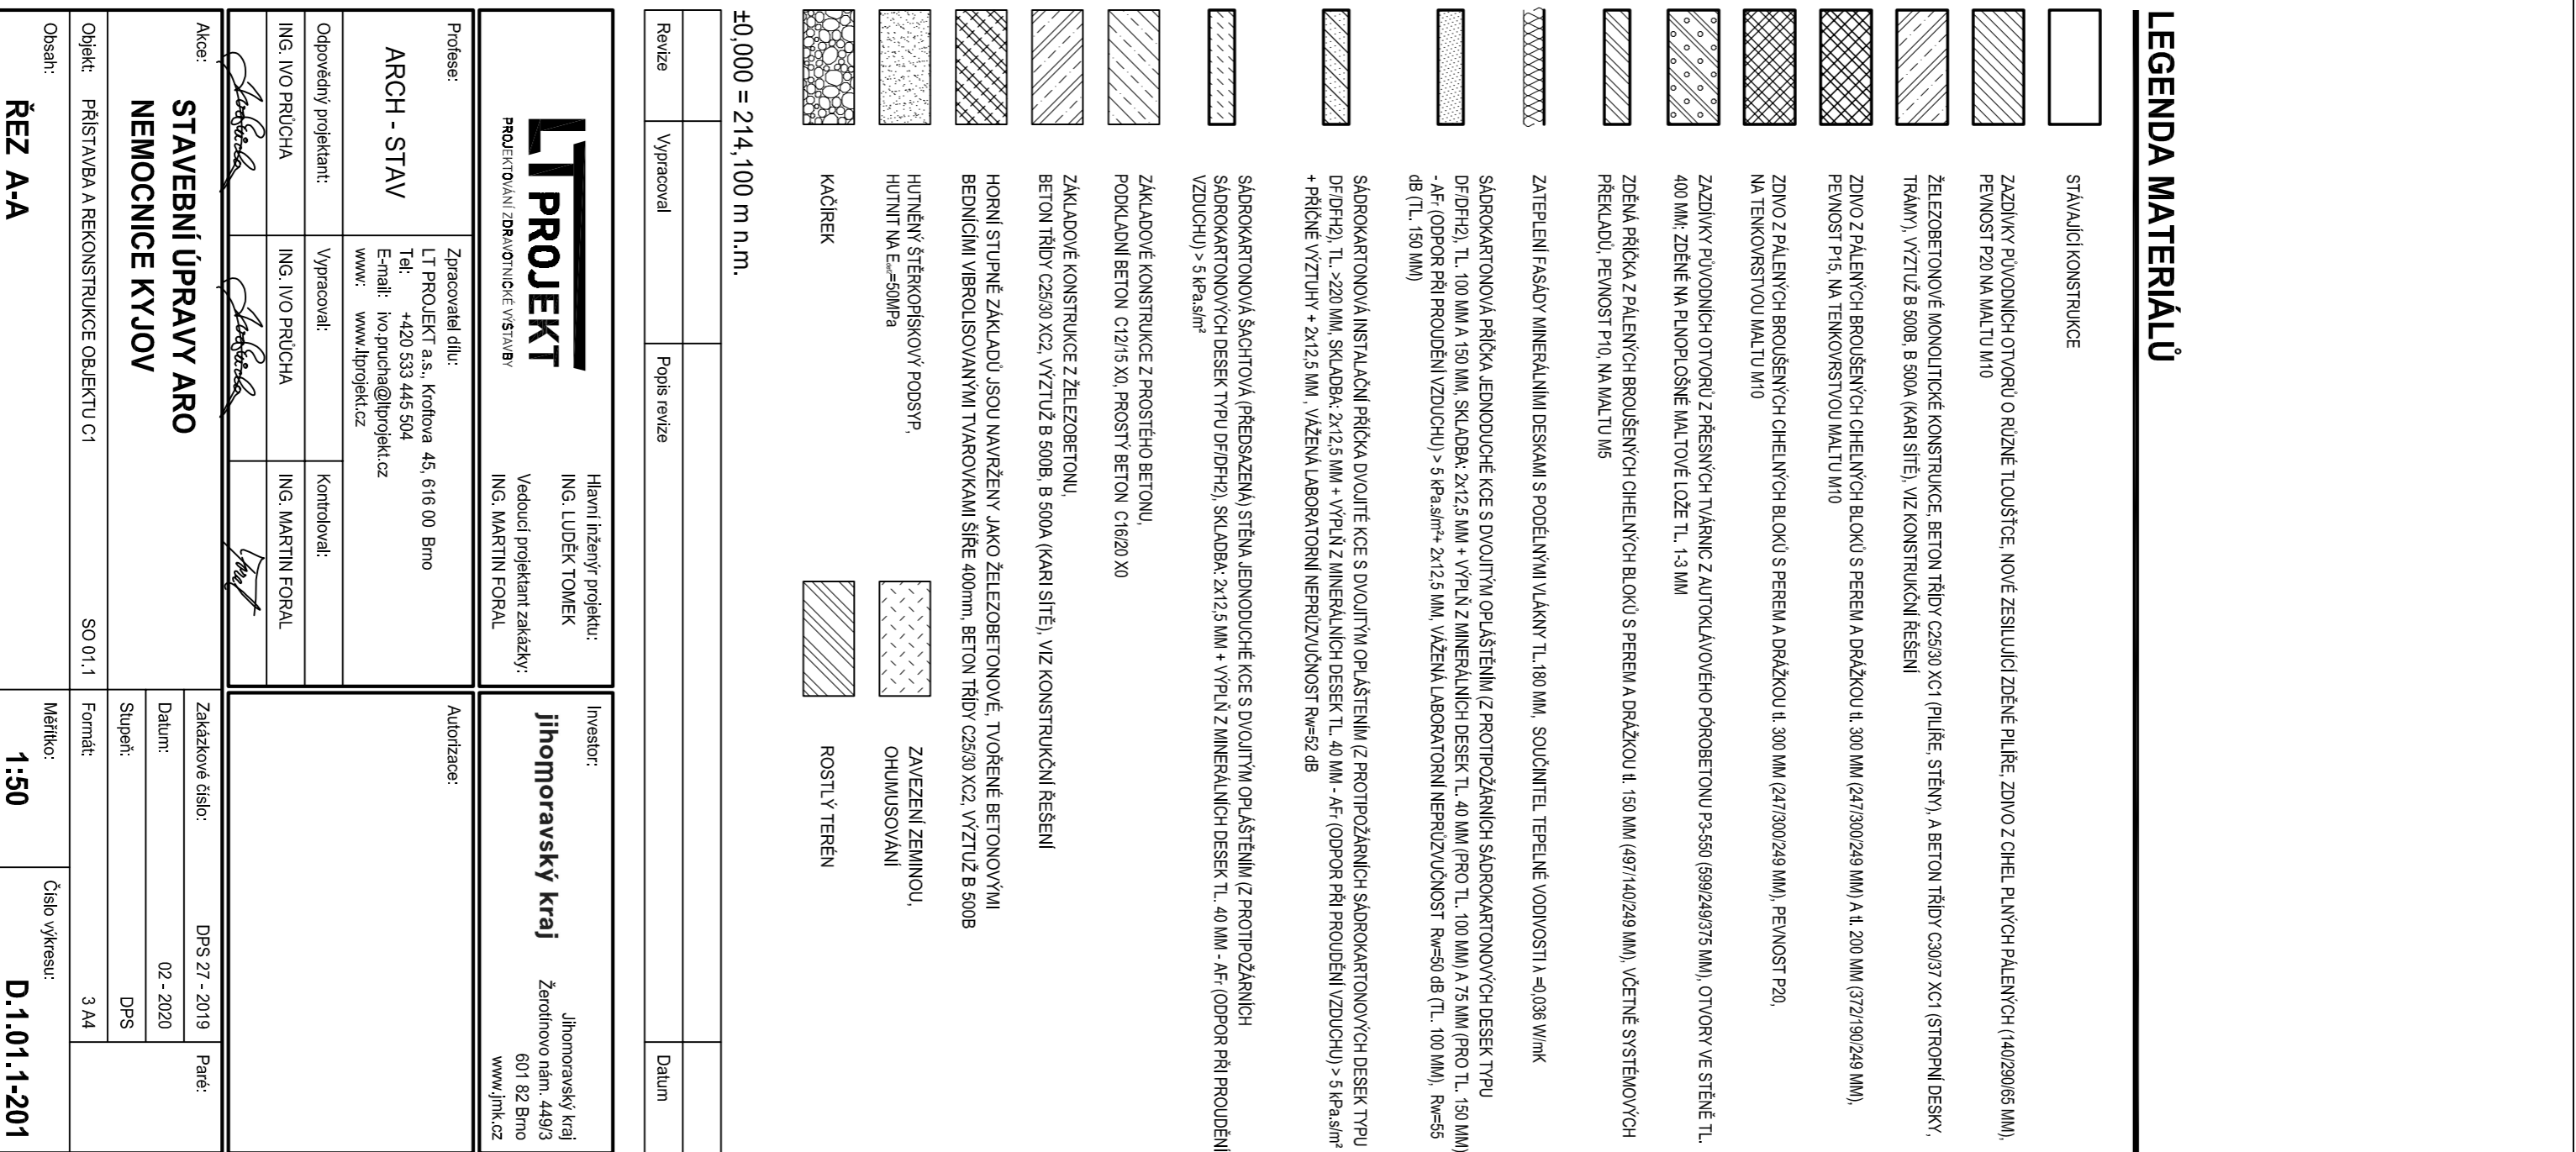 LEGENDA MATERIÁLŮ
STÁVAJÍCÍ KONSTRUKCE
ZAZDÍVKY PŮVODNÍCH OTVORŮ O RŮZNÉ TLOUŠŤCE, NOVÉ ZESILUJÍCÍ ZDĚNÉ PILÍŘE, ZDIVO Z CIHEL PLNÝCH PÁLENÝCH (140/290/65 MM),
PEVNOST P20 NA MALTU M10
ŽELEZOBETONOVÉ MONOLITICKÉ KONSTRUKCE, BETON TŘÍDY C25/30 XC1 (PILÍŘE, STĚNY), A BETON TŘÍDY C30/37 XC1 (STROPNÍ DESKY,
TRÁMY), VÝZTUŽ B 500B, B 500A (KARI SÍTĚ), VIZ KONSTRUKČNÍ ŘEŠENÍ
ZDIVO Z PÁLENÝCH BROUŠENÝCH CIHELNÝCH BLOKŮ S PEREM A DRÁŽKOU tl. 300 MM (247/300/249 MM) A tl. 200 MM (372/190/249 MM),
PEVNOST P15, NA TENKOVRSTVOU MALTU M10
ZDIVO Z PÁLENÝCH BROUŠENÝCH CIHELNÝCH BLOKŮ S PEREM A DRÁŽKOU tl. 300 MM (247/300/249 MM), PEVNOST P20,
NA TENKOVRSTVOU MALTU M10
ZAZDÍVKY PŮVODNÍCH OTVORŮ Z PŘESNÝCH TVÁRNIC Z AUTOKLÁVOVÉHO PÓROBETONU P3-550 (599/249/375 MM), OTVORY VE STĚNĚ TL.
400 MM; ZDĚNÉ NA PLNOPLOŠNÉ MALTOVÉ LOŽE TL. 1-3 MM
ZDĚNÁ PŘÍČKA Z PÁLENÝCH BROUŠENÝCH CIHELNÝCH BLOKŮ S PEREM A DRÁŽKOU tl. 150 MM (497/140/249 MM), VČETNĚ SYSTÉMOVÝCH
PŘEKLADŮ, PEVNOST P10, NA MALTU M5
ZATEPLENÍ FASÁDY MINERÁLNÍMI DESKAMI S PODÉLNÝMI VLÁKNY TL.180 MM, SOUČINITEL TEPELNÉ VODIVOSTI λ =0,036 W/mK
SÁDROKARTONOVÁ PŘÍČKA JEDNODUCHÉ KCE S DVOJITÝM OPLÁŠTĚNÍM (Z PROTIPOŽÁRNÍCH SÁDROKARTONOVÝCH DESEK TYPU
DF/DFH2), TL. 100 MM A 150 MM, SKLADBA: 2x12,5 MM + VÝPLŇ Z MINERÁLNÍCH DESEK TL. 40 MM (PRO TL. 100 MM) A 75 MM (PRO TL. 150 MM)
- AFr (ODPOR PŘI PROUDĚNÍ VZDUCHU) > 5 kPa.s/m²+ 2x12,5 MM, VÁŽENÁ LABORATORNÍ NEPRŮZVUČNOST Rw=50 dB (TL. 100 MM), Rw=55
dB (TL. 150 MM)
SÁDROKARTONOVÁ INSTALAČNÍ PŘÍČKA DVOJITÉ KCE S DVOJITÝM OPLÁŠTĚNÍM (Z PROTIPOŽÁRNÍCH SÁDROKARTONOVÝCH DESEK TYPU
DF/DFH2), TL. >220 MM, SKLADBA: 2x12,5 MM + VÝPLŇ Z MINERÁLNÍCH DESEK TL. 40 MM - AFr (ODPOR PŘI PROUDĚNÍ VZDUCHU) > 5 kPa.s/m²
+ PŘÍČNÉ VÝZTUHY + 2x12,5 MM , VÁŽENÁ LABORATORNÍ NEPRŮZVUČNOST Rw=52 dB
SÁDROKARTONOVÁ ŠACHTOVÁ (PŘEDSAZENÁ) STĚNA JEDNODUCHÉ KCE S DVOJITÝM OPLÁŠTĚNÍM (Z PROTIPOŽÁRNÍCH
SÁDROKARTONOVÝCH DESEK TYPU DF/DFH2), SKLADBA: 2x12,5 MM + VÝPLŇ Z MINERÁLNÍCH DESEK TL. 40 MM - AFr (ODPOR PŘI PROUDĚNÍ
VZDUCHU) > 5 kPa.s/m²
ZÁKLADOVÉ KONSTRUKCE Z PROSTÉHO BETONU,
PODKLADNÍ BETON C12/15 X0, PROSTÝ BETON C16/20 X0
ZÁKLADOVÉ KONSTRUKCE Z ŽELEZOBETONU,
BETON TŘÍDY C25/30 XC2, VÝZTUŽ B 500B, B 500A (KARI SÍTĚ), VIZ KONSTRUKČNÍ ŘEŠENÍ
HORNÍ STUPNĚ ZÁKLADŮ JSOU NAVRŽENY JAKO ŽELEZOBETONOVÉ, TVOŘENÉ BETONOVÝMI
BEDNÍCÍMI VIBROLISOVANÝMI TVAROVKAMI ŠÍŘE 400mm, BETON TŘÍDY C25/30 XC2, VÝZTUŽ B 500B
HUTNĚNÝ ŠTĚRKOPÍSKOVÝ PODSYP,
HUTNIT NA Edef2=50MPa
ZAVEZENÍ ZEMINOU,
OHUMUSOVÁNÍ
KAČÍREK
ROSTLÝ TERÉN
±0,000 = 214,100 m n.m.
Revize
Vypracoval
Popis revize
Datum
LT PROJEKT
PROJEKTOVÁNÍ ZDRAVOTNICKÉ VÝSTAVBY
Hlavní inženýr projektu:
ING. LUDĚK TOMEK
Vedoucí projektant zakázky:
ING. MARTIN FORAL
Investor:
jihomoravský kraj
Jihomoravský kraj
Žerotínovo nám. 449/3
601 82 Brno
www.jmk.cz
Profese:
ARCH - STAV
Zpracovatel dílu:
LT PROJEKT a.s., Kroftova 45, 616 00 Brno
Tel: +420 533 445 504
E-mail: ivo.prucha@ltprojekt.cz
www: www.ltprojekt.cz
Autorizace:
Odpovědný projektant:
Vypracoval:
Kontroloval:
ING. IVO PRŮCHA
ING. IVO PRŮCHA
ING. MARTIN FORAL
Akce:
STAVEBNÍ ÚPRAVY ARO
NEMOCNICE KYJOV
Zakázkové číslo: DPS 27 - 2019
Paré:
Datum: 02 - 2020
Stupeň: DPS
Objekt: PŘÍSTAVBA A REKONSTRUKCE OBJEKTU C1 SO 01.1
Formát: 3 A4
Obsah:
ŘEZ A-A
Měřítko:
1:50
Číslo výkresu:
D.1.01.1-201